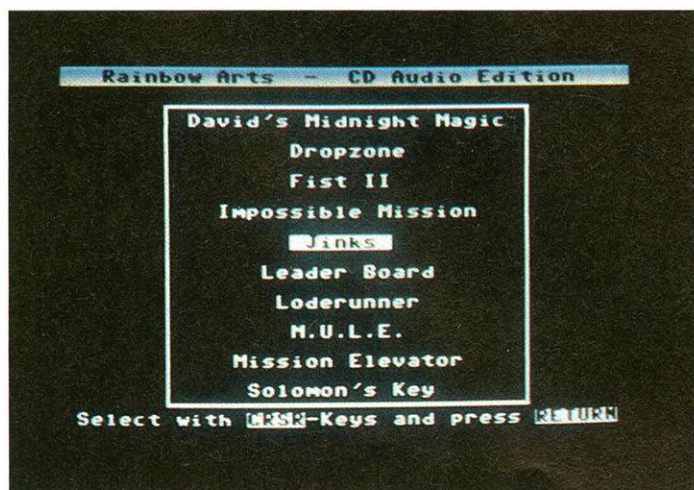 Rainbow Arts - CD Audio Edition
David's Midnight Magic
Dropzone
Fist II
Impossible Mission
Jinks
Leader Board
Loderunner
M.U.L.E.
Mission Elevator
Solomon's Key
Select with CRSR-Keys and press RETURN